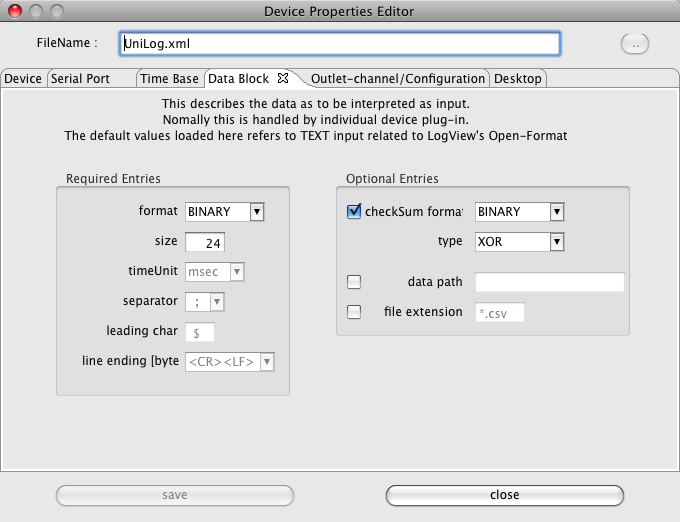 Device Properties Editor
FileName :
UniLog.xml
..
Device
Serial Port
Time Base
Data Block
Outlet-channel/Configuration
Desktop
This describes the data as to be interpreted as input.
Nomally this is handled by individual device plug-in.
The default values loaded here refers to TEXT input related to LogView's Open-Format
Required Entries
format BINARY
size 24
timeUnit msec
separator ;
leading char $
line ending [byte <CR><LF>
Optional Entries
checkSum format BINARY
type XOR
data path
file extension *.csv
save
close